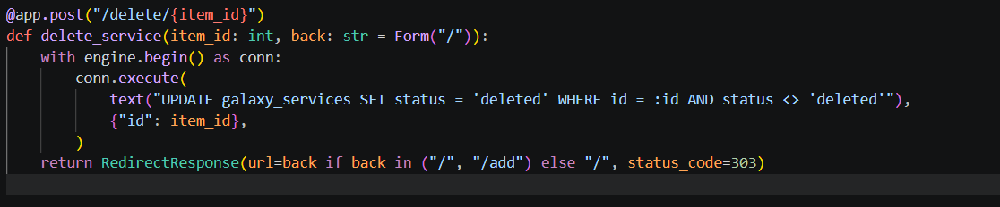 @app.post("/delete/{item_id}")
def delete_service(item_id: int, back: str = Form("/")):
    with engine.begin() as conn:
        conn.execute(
            text("UPDATE galaxy_services SET status = 'deleted' WHERE id = :id AND status <> 'deleted'"),
            {"id": item_id},
        )
    return RedirectResponse(url=back if back in ("/", "/add") else "/", status_code=303)